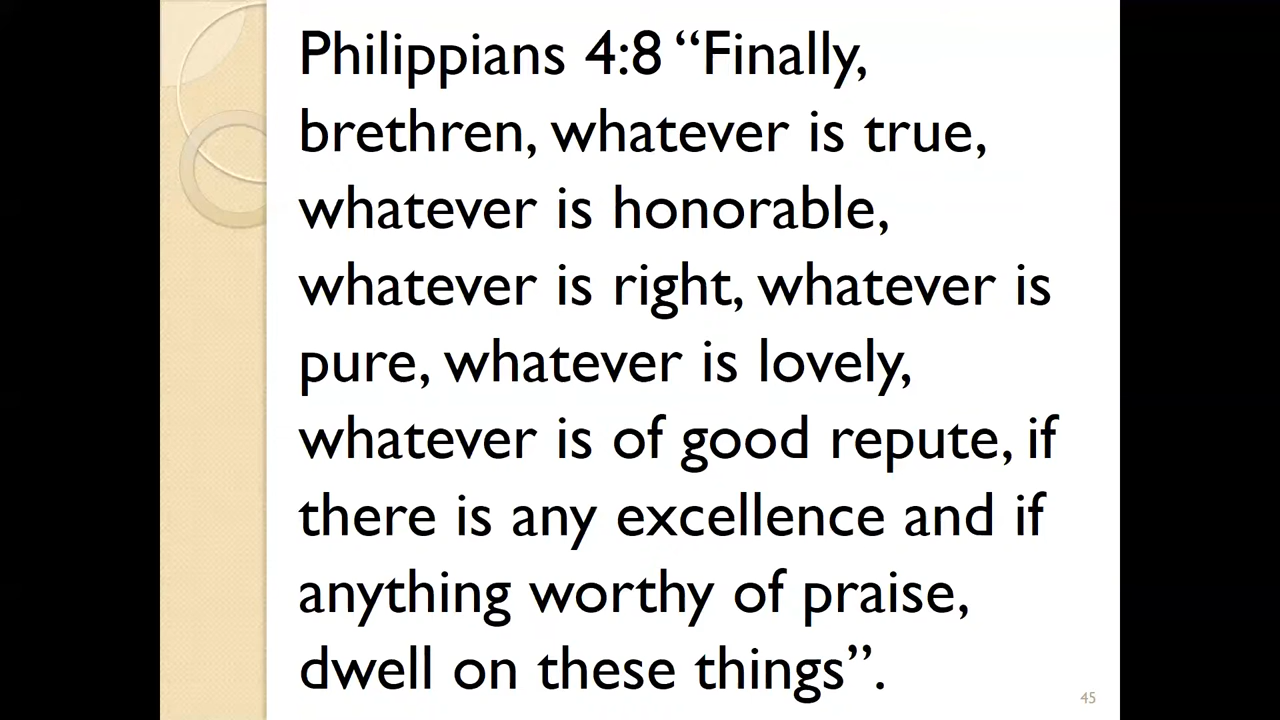 Philippians 4:8 “Finally,
brethren, whatever is true,
whatever is honorable,
whatever is right, whatever is
pure, whatever is lovely,
whatever is of good repute, if
there is any excellence and if
anything worthy of praise,
dwell on these things”.
45